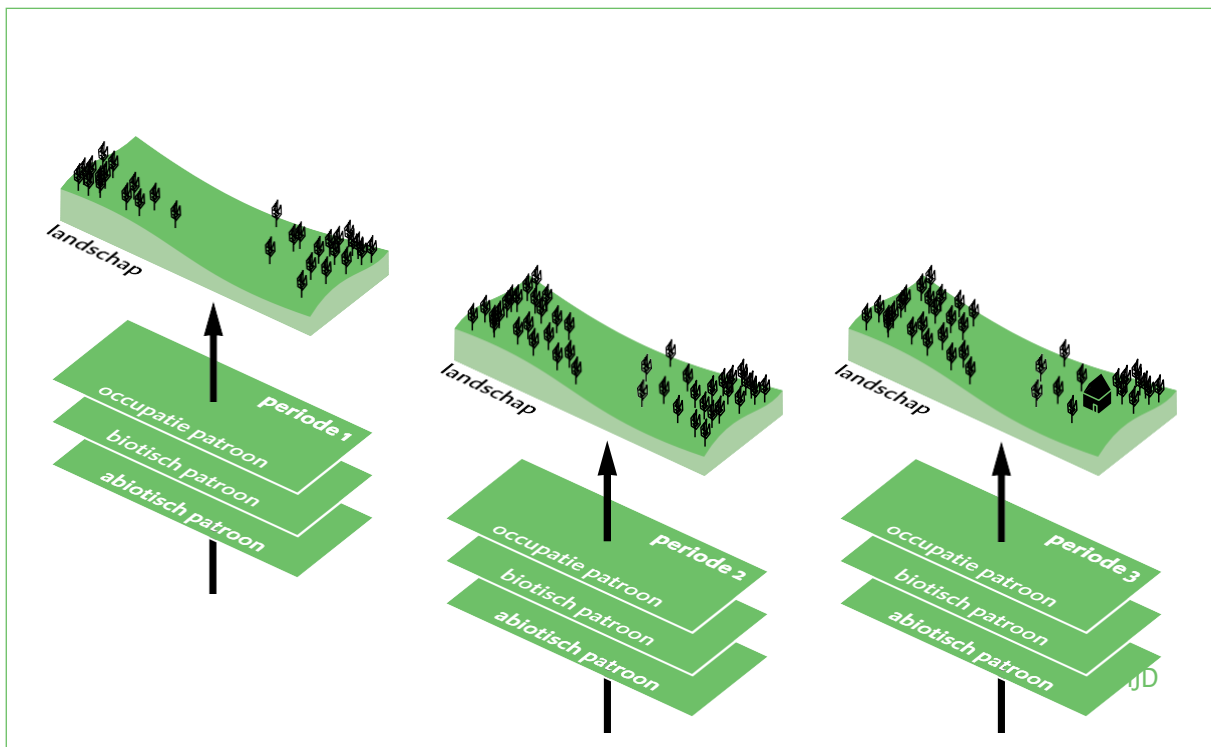 landschap
periode 1
occupatie patroon
biotisch patroon
abiotisch patroon
landschap
periode 2
occupatie patroon
biotisch patroon
abiotisch patroon
landschap
periode 3
occupatie patroon
biotisch patroon
abiotisch patroon